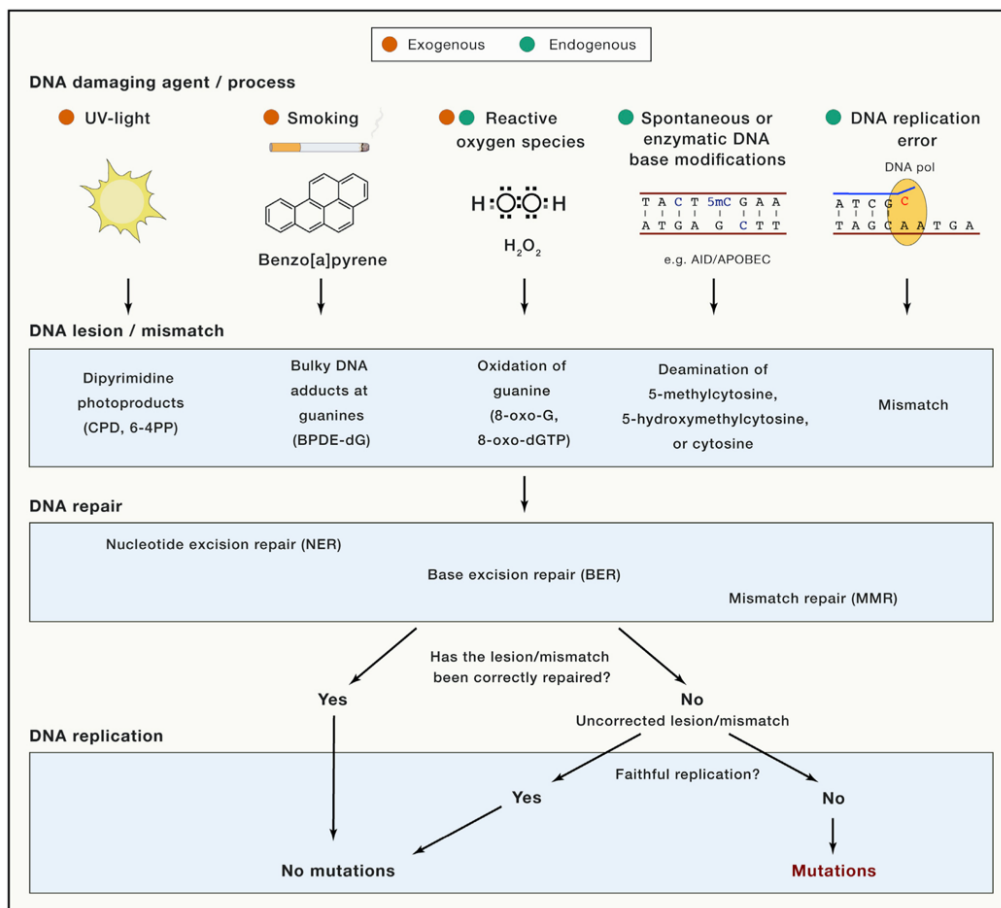 Exogenous Endogenous
DNA damaging agent / process
UV-light
Smoking
Benzo[a]pyrene
Reactive
oxygen species
H O O H
H₂O₂
Spontaneous or
enzymatic DNA
base modifications
T A C T 5mC G A A
A T G A G C T T
e.g. AID/APOBEC
DNA replication
error
DNA pol
A T C G C
T A G C A A T G A
DNA lesion / mismatch
Dipyrimidine
photoproducts
(CPD, 6-4PP)
Bulky DNA
adducts at
guanines
(BPDE-dG)
Oxidation of
guanine
(8-oxo-G,
8-oxo-dGTP)
Deamination of
5-methylcytosine,
5-hydroxymethylcytosine,
or cytosine
Mismatch
DNA repair
Nucleotide excision repair (NER)
Base excision repair (BER)
Mismatch repair (MMR)
Has the lesion/mismatch
been correctly repaired?
Yes
No
Uncorrected lesion/mismatch
DNA replication
Faithful replication?
Yes
No
No mutations
Mutations